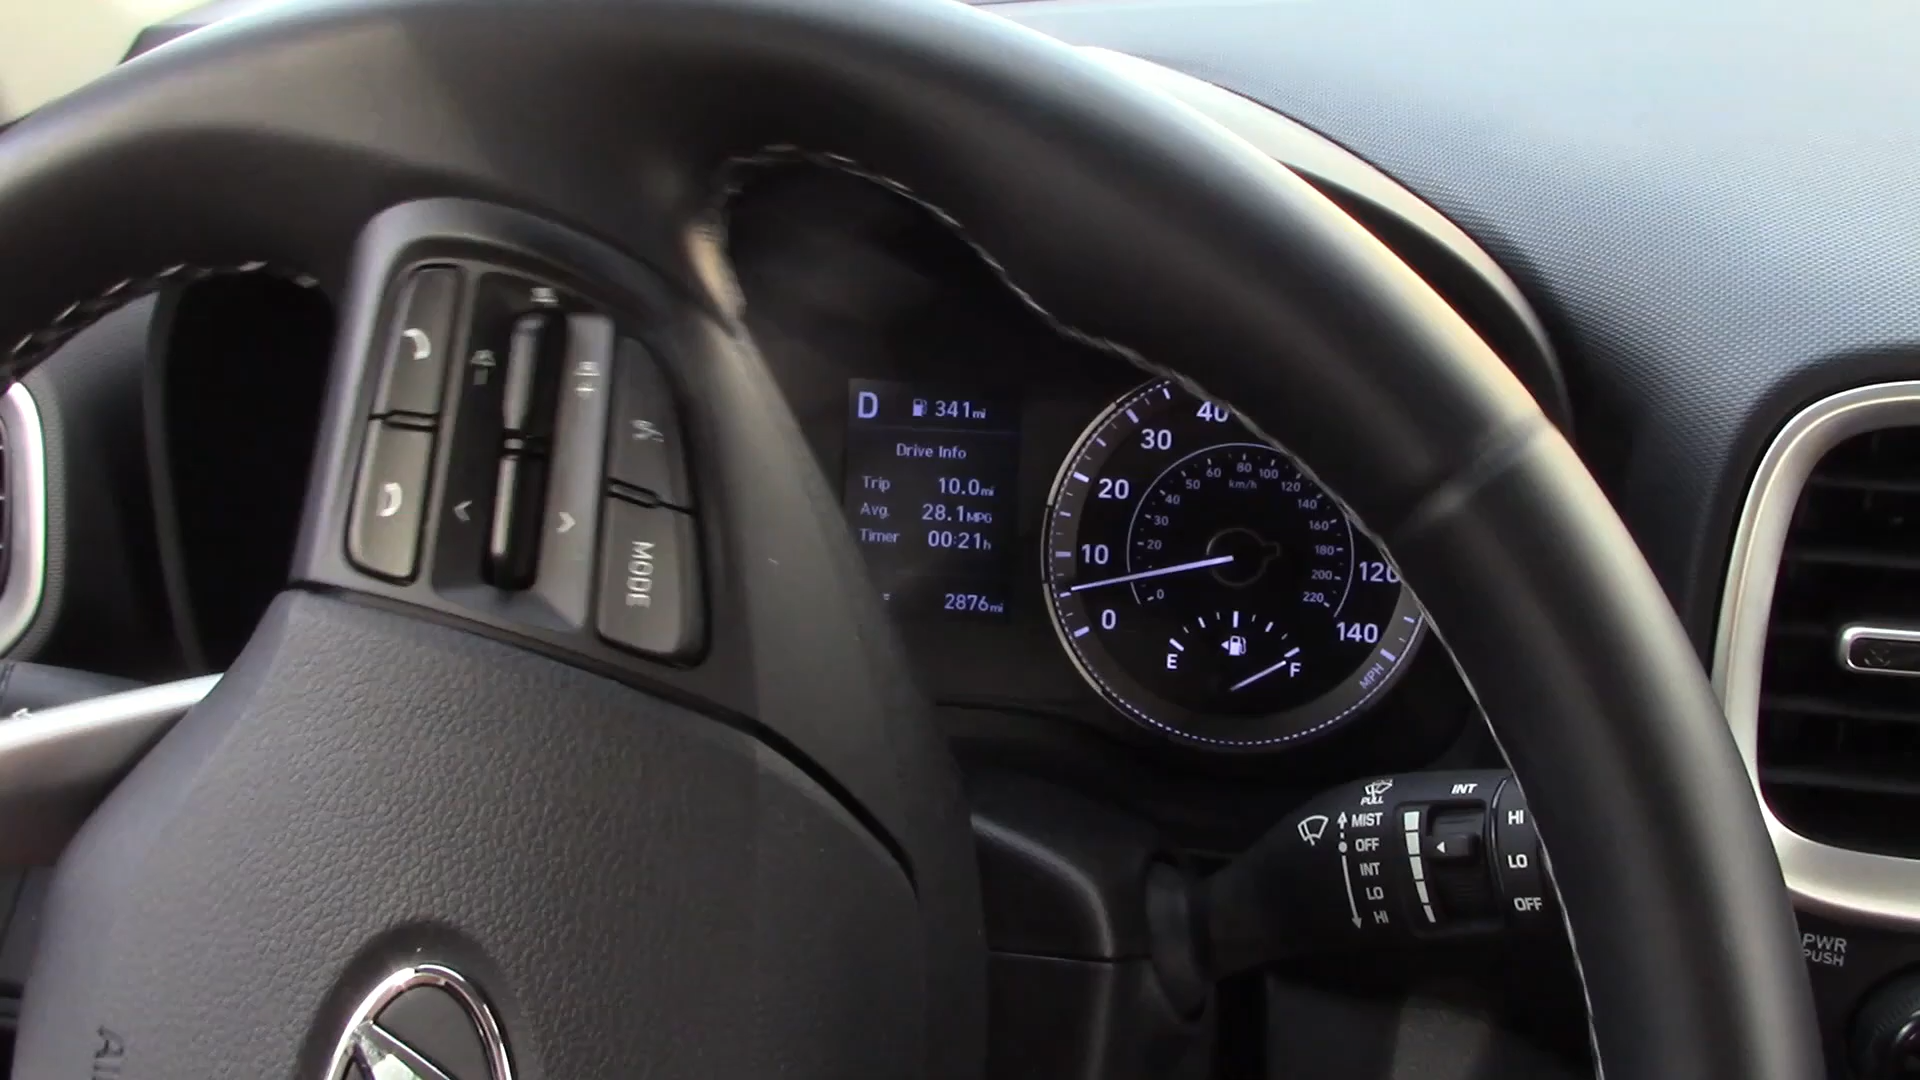 D 341mi
Drive Info
Trip 10.0mi
Avg. 28.1MPG
Timer 00:21h
2876mi
0 10 20 30 40 120 140
MPH
0 20 30 40 50 60 80 100 120 140 160 180 200 220
km/h
E F
MODE
PULL
INT
MIST
OFF
INT
LO
HI
HI
LO
OFF
PWR
PUSH